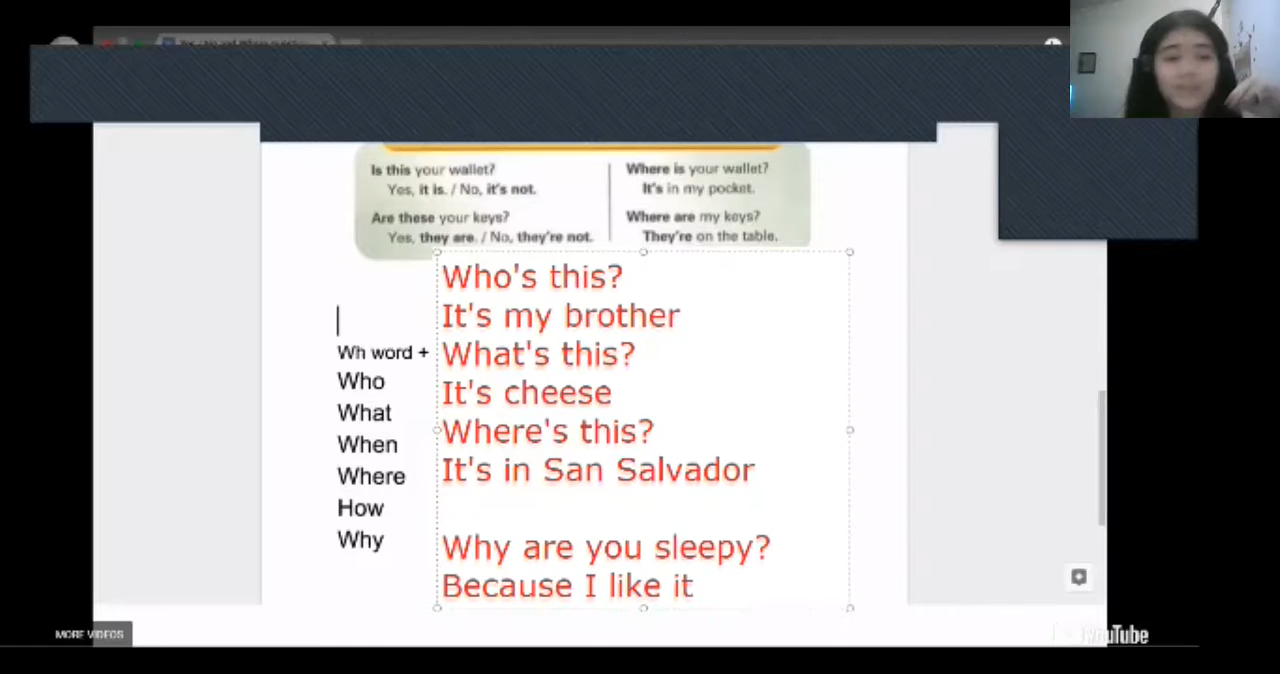 Is this your wallet?
Yes, it is. / No, it's not.
Are these your keys?
Yes, they are. / No, they're not.
Where is your wallet?
It's in my pocket.
Where are my keys?
They're on the table.
Wh word +
Who
What
When
Where
How
Why
Who's this?
It's my brother
What's this?
It's cheese
Where's this?
It's in San Salvador
Why are you sleepy?
Because I like it
MORE VIDEOS
YouTube